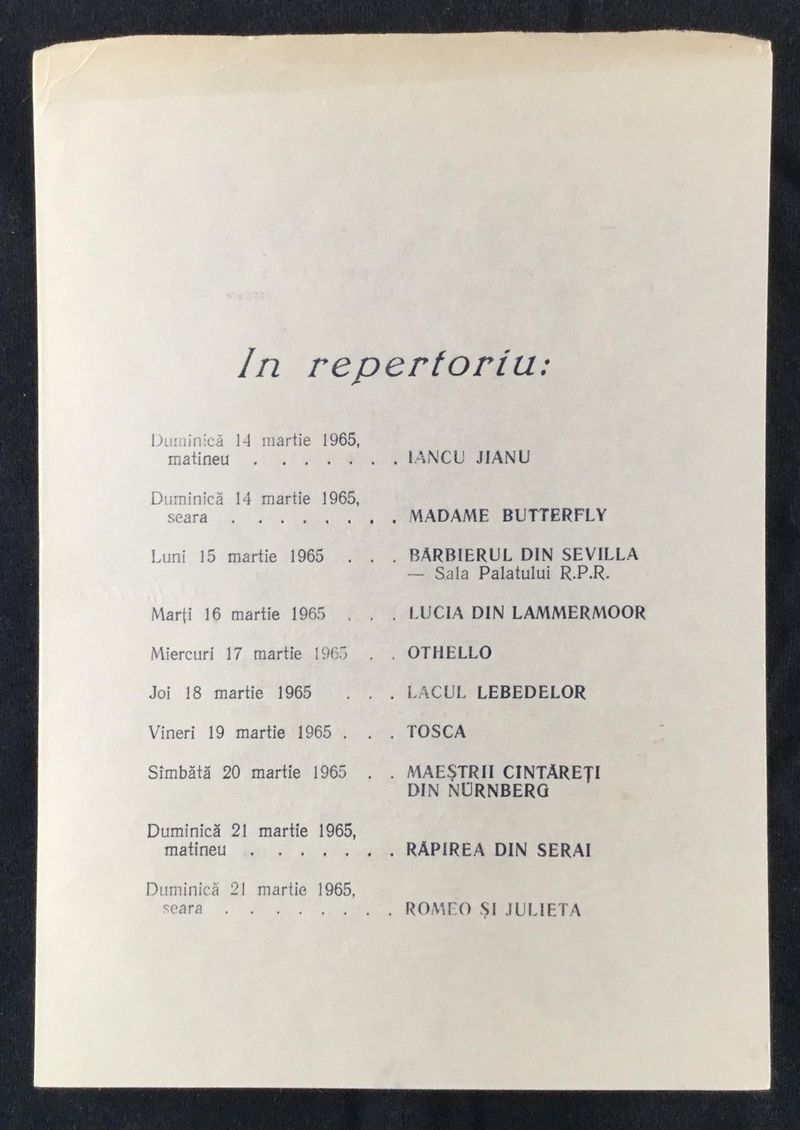 In repertoriu:
Duminică 14 martie 1965,
matineu . . . . . . . IANCU JIANU
Duminică 14 martie 1965,
seara . . . . . . . . MADAME BUTTERFLY
Luni 15 martie 1965 . . . BĂRBIERUL DIN SEVILLA
— Sala Palatului R.P.R.
Marți 16 martie 1965 . . . LUCIA DIN LAMMERMOOR
Miercuri 17 martie 1965 . . OTHELLO
Joi 18 martie 1965 . . . LACUL LEBEDELOR
Vineri 19 martie 1965 . . . TOSCA
Sîmbătă 20 martie 1965 . . MAEȘTRII CÎNTĂREȚI
DIN NÜRNBERG
Duminică 21 martie 1965,
matineu . . . . . . . RĂPIREA DIN SERAI
Duminică 21 martie 1965,
seara . . . . . . . . ROMEO ȘI JULIETA